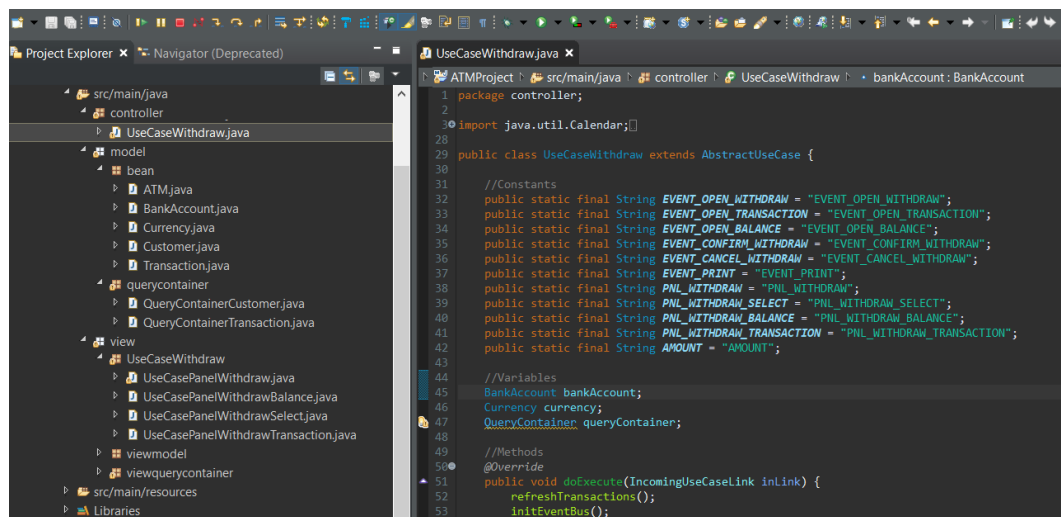 Project Explorer
Navigator (Deprecated)
src/main/java
controller
UseCaseWithdraw.java
model
bean
ATM.java
BankAccount.java
Currency.java
Customer.java
Transaction.java
querycontainer
QueryContainerCustomer.java
QueryContainerTransaction.java
view
UseCaseWithdraw
UseCasePanelWithdraw.java
UseCasePanelWithdrawBalance.java
UseCasePanelWithdrawSelect.java
UseCasePanelWithdrawTransaction.java
viewmodel
viewquerycontainer
src/main/resources
Libraries
UseCaseWithdraw.java
ATMProject src/main/java controller UseCaseWithdraw bankAccount : BankAccount
1 package controller;
2
3 import java.util.Calendar;
28
29 public class UseCaseWithdraw extends AbstractUseCase {
30
31 //Constants
32 public static final String EVENT_OPEN_WITHDRAW = "EVENT_OPEN_WITHDRAW";
33 public static final String EVENT_OPEN_TRANSACTION = "EVENT_OPEN_TRANSACTION";
34 public static final String EVENT_OPEN_BALANCE = "EVENT_OPEN_BALANCE";
35 public static final String EVENT_CONFIRM_WITHDRAW = "EVENT_CONFIRM_WITHDRAW";
36 public static final String EVENT_CANCEL_WITHDRAW = "EVENT_CANCEL_WITHDRAW";
37 public static final String EVENT_PRINT = "EVENT_PRINT";
38 public static final String PNL_WITHDRAW = "PNL_WITHDRAW";
39 public static final String PNL_WITHDRAW_SELECT = "PNL_WITHDRAW_SELECT";
40 public static final String PNL_WITHDRAW_BALANCE = "PNL_WITHDRAW_BALANCE";
41 public static final String PNL_WITHDRAW_TRANSACTION = "PNL_WITHDRAW_TRANSACTION";
42 public static final String AMOUNT = "AMOUNT";
43
44 //Variables
45 BankAccount bankAccount;
46 Currency currency;
47 QueryContainer queryContainer;
48
49 //Methods
50 @Override
51 public void doExecute(IncomingUseCaseLink inLink) {
52 refreshTransactions();
53 initEventBus();